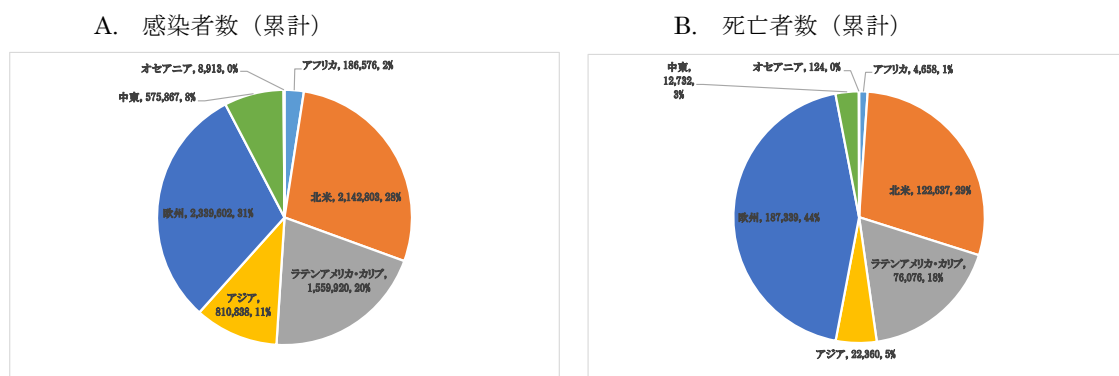 A. 感染者数（累計）
オセアニア, 8,913, 0%
アフリカ, 186,576, 2%
中東, 575,867, 8%
北米, 2,142,803, 28%
欧州, 2,339,602, 31%
ラテンアメリカ・カリブ,
1,559,920, 20%
アジア,
810,838, 11%
B. 死亡者数（累計）
中東,
12,732,
3%
オセアニア, 124, 0%
アフリカ, 4,658, 1%
北米, 122,637, 29%
欧州, 187,339, 44%
ラテンアメリカ・カリブ,
76,076, 18%
アジア, 22,360, 5%